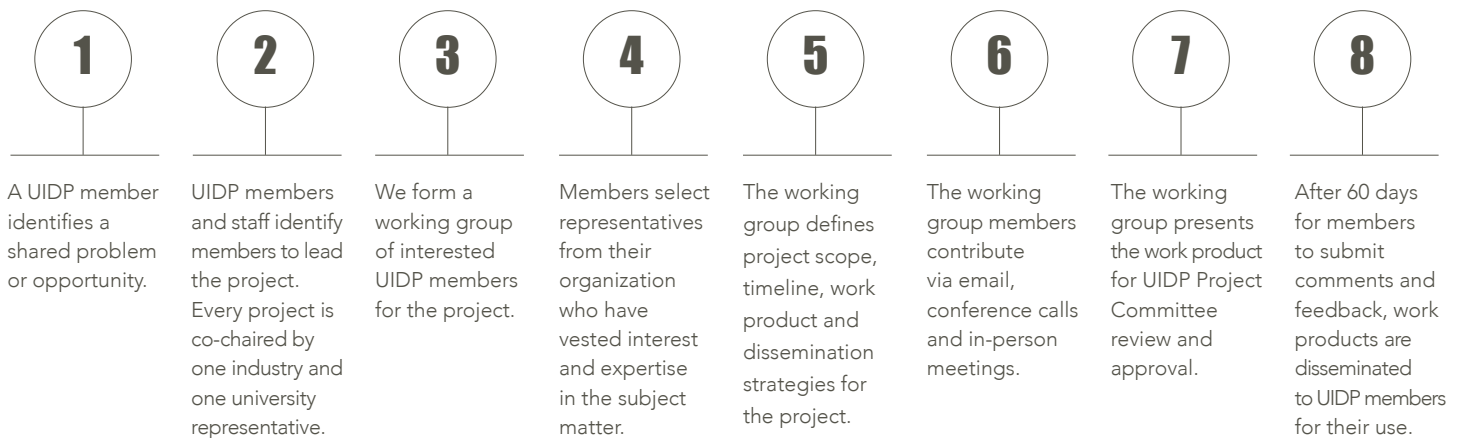 1
A UIDP member
identifies a
shared problem
or opportunity.
2
UIDP members
and staff identify
members to lead
the project.
Every project is
co-chaired by
one industry and
one university
representative.
3
We form a
working group
of interested
UIDP members
for the project.
4
Members select
representatives
from their
organization
who have
vested interest
and expertise
in the subject
matter.
5
The working
group defines
project scope,
timeline, work
product and
dissemination
strategies for
the project.
6
The working
group members
contribute
via email,
conference calls
and in-person
meetings.
7
The working
group presents
the work product
for UIDP Project
Committee
review and
approval.
8
After 60 days
for members
to submit
comments and
feedback, work
products are
disseminated
to UIDP members
for their use.